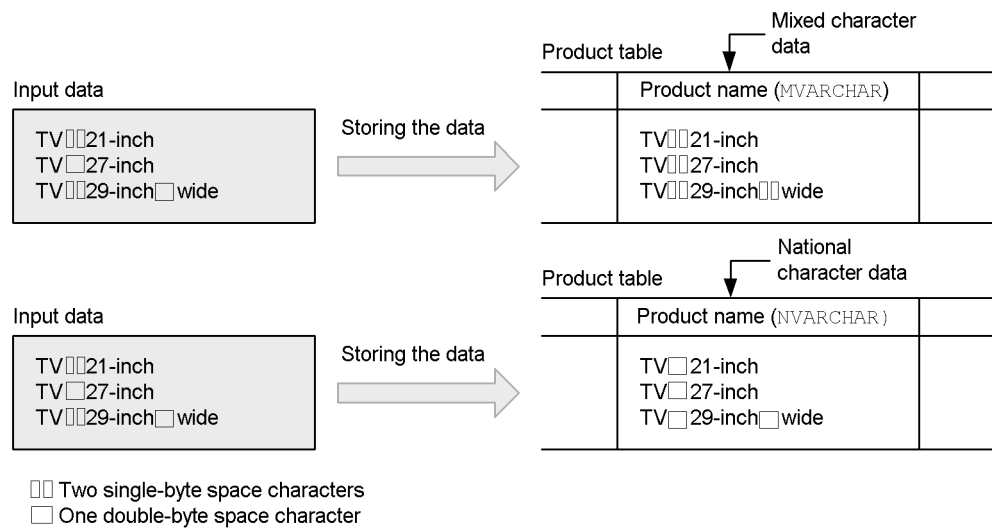 Mixed character
data
Product table
Input data
Product name (MVARCHAR)
TV▯▯21-inch
TV□27-inch
TV▯▯29-inch□wide
Storing the data
TV▯▯21-inch
TV▯▯27-inch
TV▯▯29-inch▯▯wide
National
character data
Product table
Input data
Product name (NVARCHAR)
TV▯▯21-inch
TV□27-inch
TV▯▯29-inch□wide
Storing the data
TV□21-inch
TV□27-inch
TV□29-inch□wide
▯▯ Two single-byte space characters
□ One double-byte space character